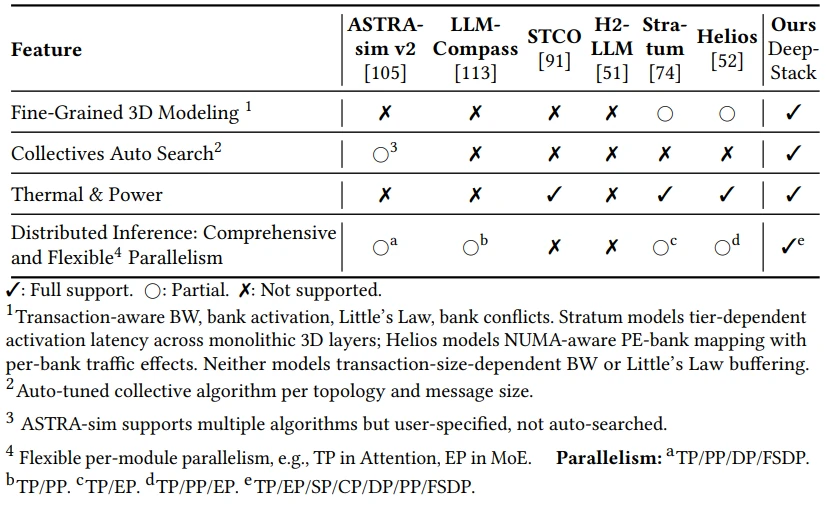 Feature ASTRA-sim v2 [105] LLM-Compass [113] STCO [91] H2-LLM [51] Stra-tum [74] Helios [52] Ours Deep-Stack
Fine-Grained 3D Modeling 1 ✗ ✗ ✗ ✗ ○ ○ ✓
Collectives Auto Search2 ○3 ✗ ✗ ✗ ✗ ✗ ✓
Thermal & Power ✗ ✗ ✓ ✗ ✓ ✓ ✓
Distributed Inference: Comprehensive
and Flexible4 Parallelism ○a ○b ✗ ✗ ○c ○d ✓e
✓: Full support. ○: Partial. ✗: Not supported.
1Transaction-aware BW, bank activation, Little's Law, bank conflicts. Stratum models tier-dependent
activation latency across monolithic 3D layers; Helios models NUMA-aware PE-bank mapping with
per-bank traffic effects. Neither models transaction-size-dependent BW or Little's Law buffering.
2Auto-tuned collective algorithm per topology and message size.
3 ASTRA-sim supports multiple algorithms but user-specified, not auto-searched.
4 Flexible per-module parallelism, e.g., TP in Attention, EP in MoE. Parallelism: aTP/PP/DP/FSDP.
bTP/PP. cTP/EP. dTP/PP/EP. eTP/EP/SP/CP/DP/PP/FSDP.